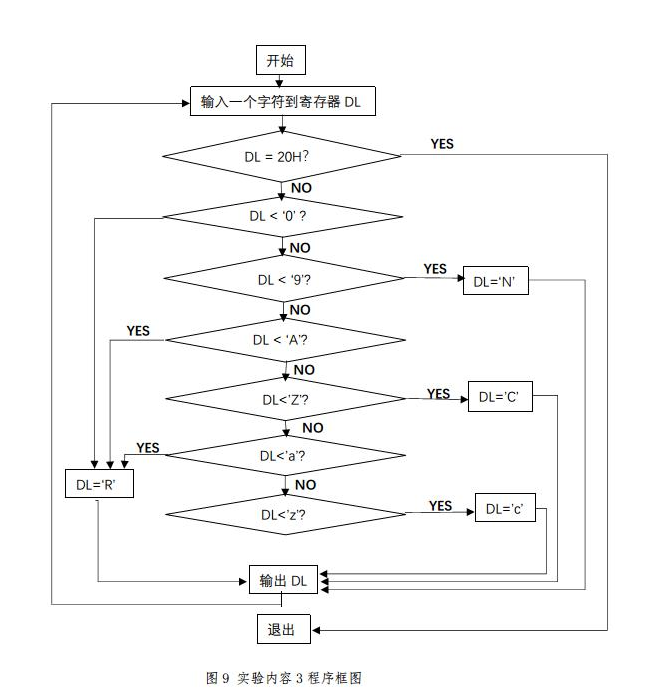 开始
输入一个字符到寄存器 DL
DL = 20H?
YES
NO
DL < ‘0’ ?
NO
DL < ‘9’?
YES
DL=‘N’
NO
YES
DL < ‘A’?
NO
DL<’Z’?
YES
DL=’C’
NO
YES
DL<’a’?
DL=‘R’
NO
DL<’z’?
YES
DL=’c’
输出 DL
退出
图 9 实验内容 3 程序框图